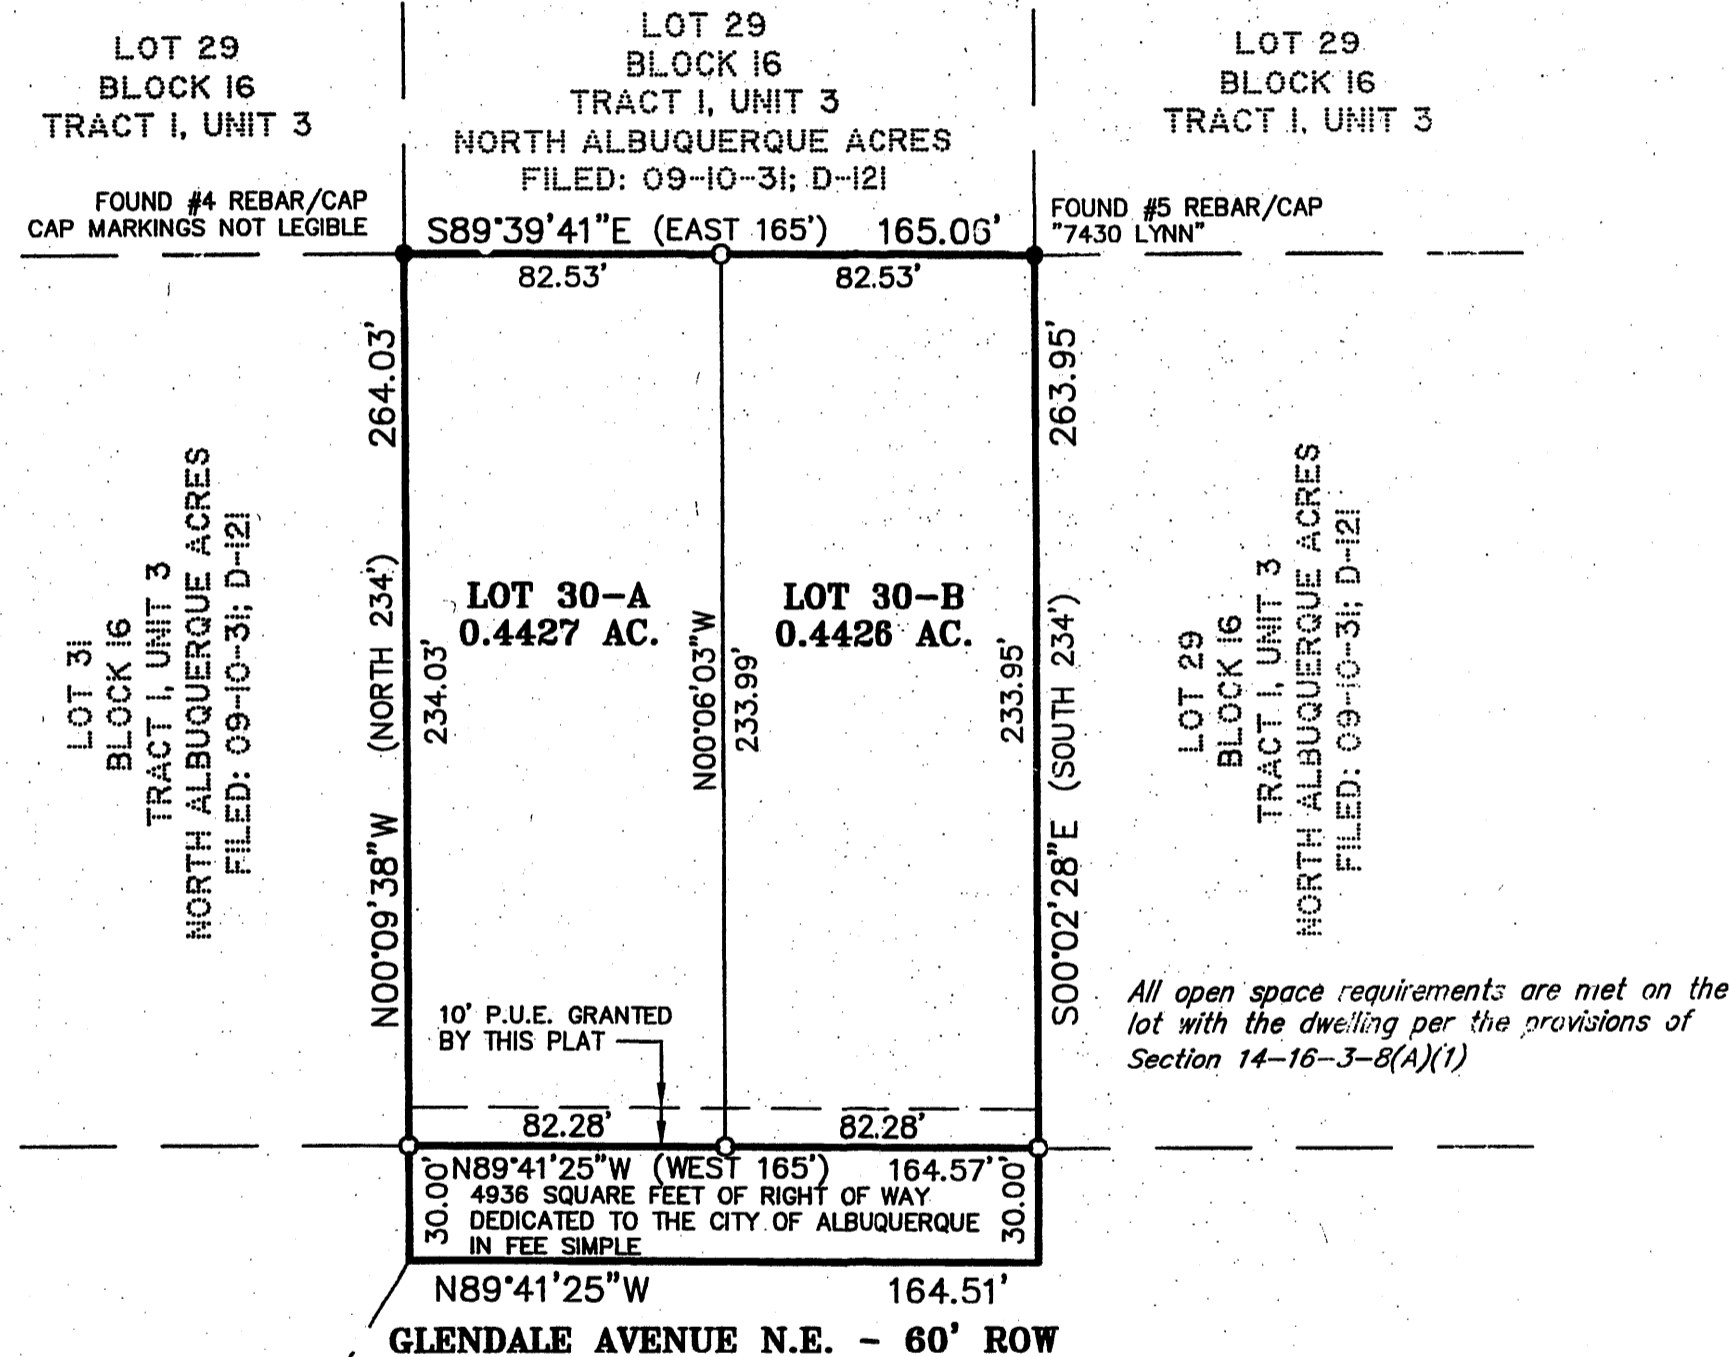 LOT 29
BLOCK 16
TRACT 1, UNIT 3
LOT 29
BLOCK 16
TRACT 1, UNIT 3
NORTH ALBUQUERQUE ACRES
FILED: 09-10-31; D-121
LOT 29
BLOCK 16
TRACT 1, UNIT 3
FOUND #4 REBAR/CAP
CAP MARKINGS NOT LEGIBLE
S89°39'41"E (EAST 165') 165.06'
FOUND #5 REBAR/CAP
"7430 LYNN"
82.53'
82.53'
264.03'
(NORTH 234')
N00°09'38"W
234.03'
LOT 31
BLOCK 16
TRACT 1, UNIT 3
NORTH ALBUQUERQUE ACRES
FILED: 09-10-31; D-121
LOT 30-A
0.4427 AC.
N00°06'03"W
233.99'
LOT 30-B
0.4426 AC.
233.95'
263.95'
(SOUTH 234')
S00°02'28"E
LOT 29
BLOCK 16
TRACT 1, UNIT 3
NORTH ALBUQUERQUE ACRES
FILED: 09-10-31; D-121
All open space requirements are met on the
lot with the dwelling per the provisions of
Section 14-16-3-8(A)(1)
10' P.U.E. GRANTED
BY THIS PLAT
82.28'
82.28'
N89°41'25"W (WEST 165') 164.57'
30.00'
4936 SQUARE FEET OF RIGHT OF WAY
DEDICATED TO THE CITY OF ALBUQUERQUE
IN FEE SIMPLE
30.00'
N89°41'25"W 164.51'
GLENDALE AVENUE N.E. - 60' ROW